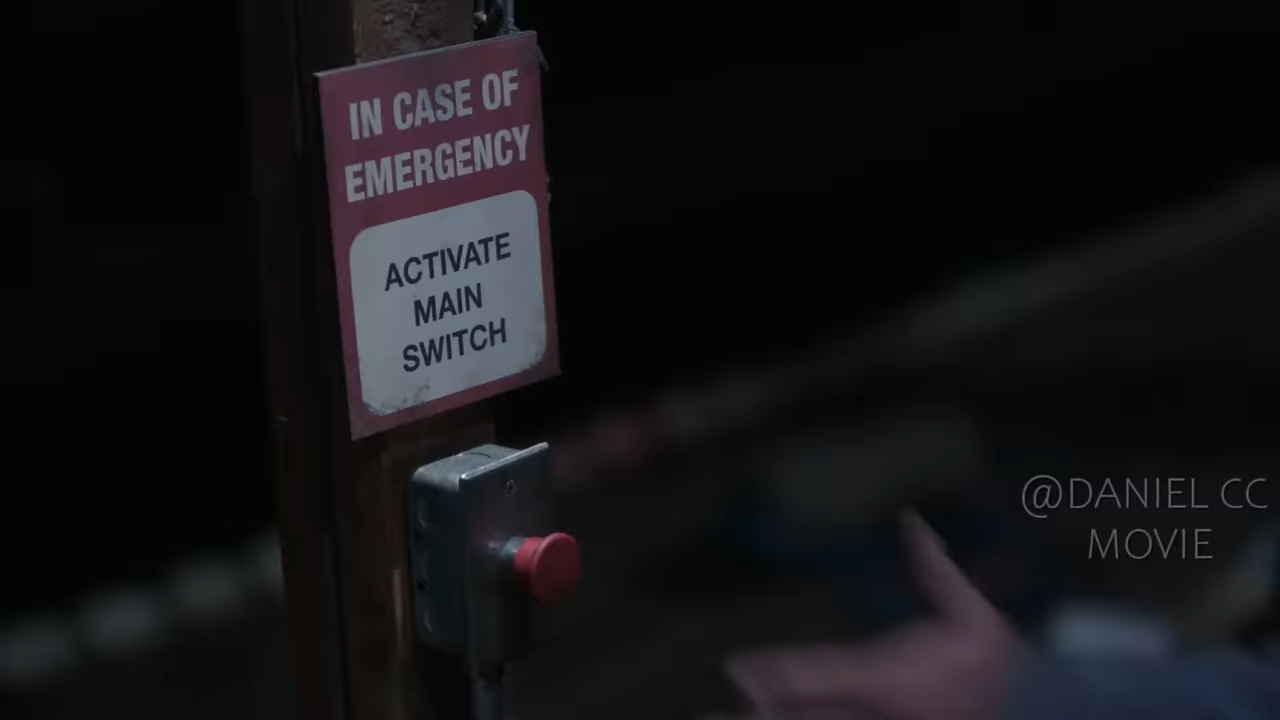 IN CASE OF
EMERGENCY
ACTIVATE
MAIN
SWITCH
@DANIEL CC
MOVIE